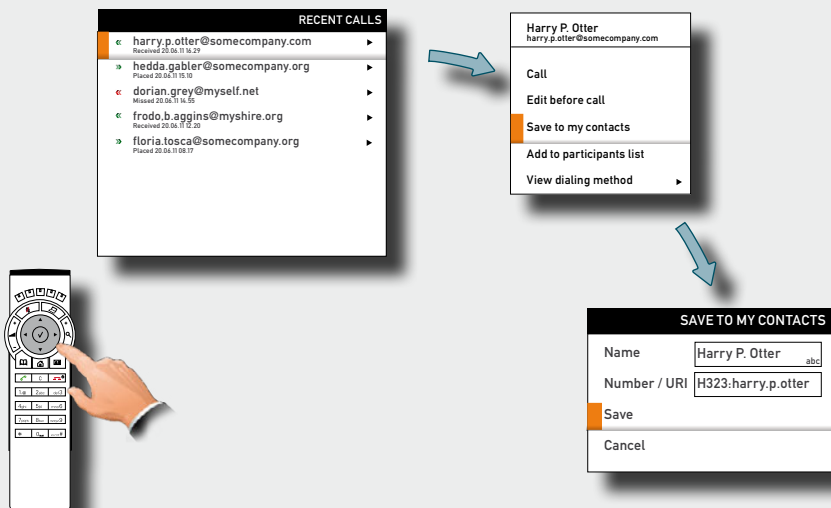 RECENT CALLS
harry.p.otter@somecompany.com
Received 20.06.11 16.29
hedda.gabler@somecompany.org
Placed 20.06.11 15.10
dorian.grey@myself.net
Missed 20.06.11 14.55
frodo,b.aggins@myshire.org
Received 20.06.11 12.20
floria.tosca@somecompany.org
Placed 20.06.11 08.17
Harry P. Otter
harry.p.otter@somecompany.com
Call
Edit before call
Save to my contacts
Add to participants list
View dialing method
SAVE TO MY CONTACTS
Name Harry P. Otter abc
Number / URI H323:harry.p.otter
Save
Cancel